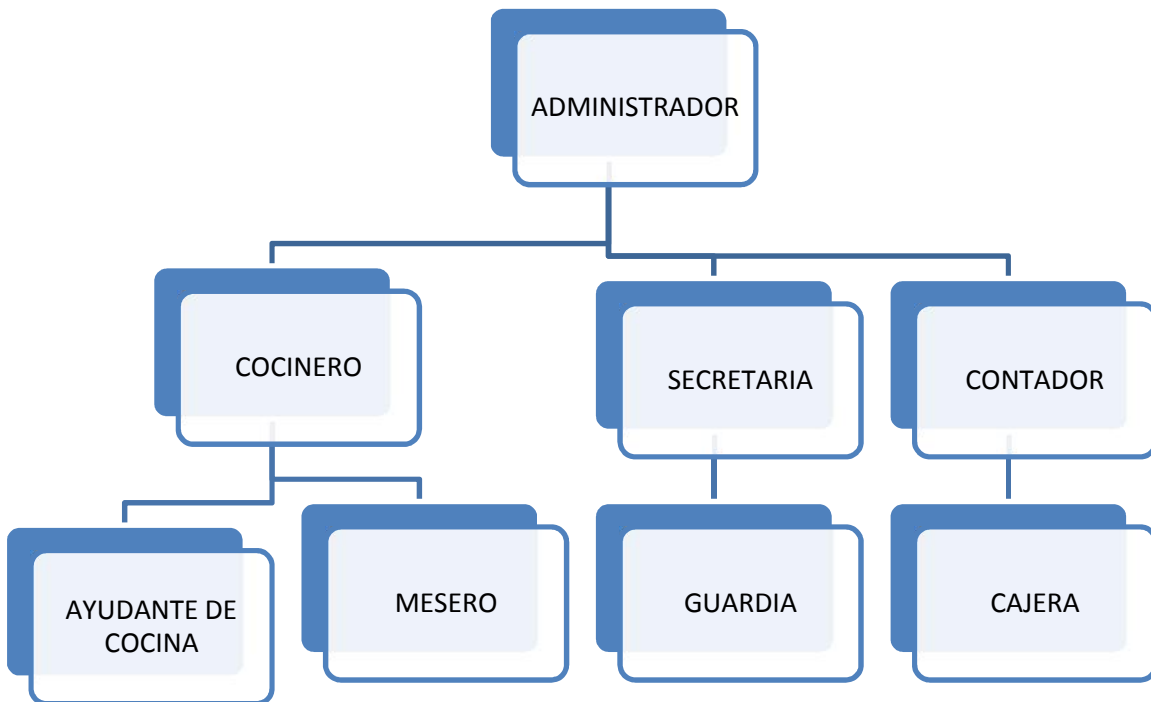 ADMINISTRADOR
COCINERO
SECRETARIA
CONTADOR
AYUDANTE DE
COCINA
MESERO
GUARDIA
CAJERA